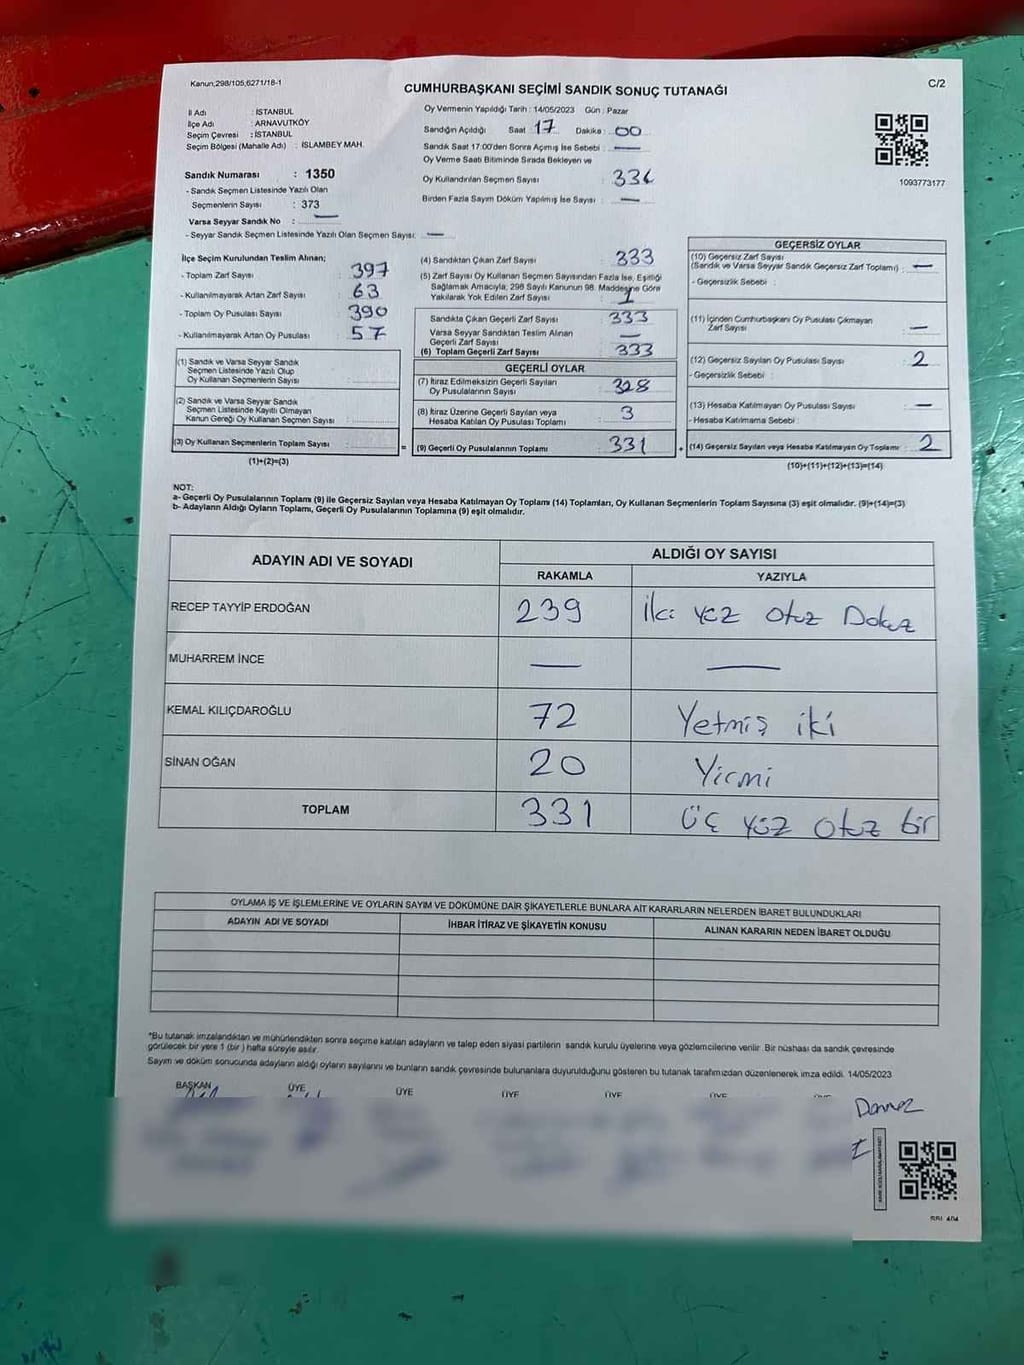 Kanun;298/105,6271/18-1
CUMHURBAŞKANI SEÇİMİ SANDIK SONUÇ TUTANAĞI
C/2
İl Adı : İSTANBUL
İlçe Adı : ARNAVUTKÖY
Seçim Çevresi : İSTANBUL
Seçim Bölgesi (Mahalle Adı) : İSLAMBEY MAH.
Sandık Numarası : 1350
- Sandık Seçmen Listesinde Yazılı Olan
Seçmenlerin Sayısı : 373
Varsa Seyyar Sandık No : —
- Seyyar Sandık Seçmen Listesinde Yazılı Olan Seçmen Sayısı: —
Oy Vermenin Yapıldığı Tarih : 14/05/2023 Gün : Pazar
Sandığın Açıldığı Saat 17 Dakika : 00
Sandık Saat 17:00'den Sonra Açımış İse Sebebi : —
Oy Verme Saati Bitiminde Sırada Bekleyen ve
Oy Kullandırılan Seçmen Sayısı : 334
Birden Fazla Sayım Döküm Yapılmış İse Sayısı : —
1093773177
İlçe Seçim Kurulundan Teslim Alınan;
- Toplam Zarf Sayısı : 397
- Kullanılmayarak Artan Zarf Sayısı : 63
- Toplam Oy Pusulası Sayısı : 390
- Kullanılmayarak Artan Oy Pusulası : 57
(1) Sandık ve Varsa Seyyar Sandık
Seçmen Listesinde Yazılı Olup
Oy Kullanan Seçmenlerin Sayısı :
(2) Sandık ve Varsa Seyyar Sandık
Seçmen Listesinde Kayıtlı Olmayan
Kanun Gereği Oy Kullanan Seçmen Sayısı :
(3) Oy Kullanan Seçmenlerin Toplam Sayısı :
(1)+(2)=(3)
(4) Sandıktan Çıkan Zarf Sayısı : 333
(5) Zarf Sayısı Oy Kullanan Seçmen Sayısından Fazla İse, Eşitliği
Sağlamak Amacıyla; 298 Sayılı Kanunun 98. Maddesine Göre
Yakılarak Yok Edilen Zarf Sayısı : 1
Sandıkta Çıkan Geçerli Zarf Sayısı : 333
Varsa Seyyar Sandıktan Teslim Alınan
Geçerli Zarf Sayısı : —
(6) Toplam Geçerli Zarf Sayısı : 333
GEÇERLİ OYLAR
(7) İtiraz Edilmeksizin Geçerli Sayılan
Oy Pusulalarının Sayısı : 328
(8) İtiraz Üzerine Geçerli Sayılan veya
Hesaba Katılan Oy Pusulası Toplamı : 3
(9) Geçerli Oy Pusulalarının Toplamı : 331
GEÇERSİZ OYLAR
(10) Geçersiz Zarf Sayısı
(Sandık ve Varsa Seyyar Sandık Geçersiz Zarf Toplamı) : —
- Geçersizlik Sebebi :
(11) İçinden Cumhurbaşkanı Oy Pusulası Çıkmayan
Zarf Sayısı : —
(12) Geçersiz Sayılan Oy Pusulası Sayısı : 2
- Geçersizlik Sebebi :
(13) Hesaba Katılmayan Oy Pusulası Sayısı : —
- Hesaba Katılmama Sebebi :
(14) Geçersiz Sayılan veya Hesaba Katılmayan Oy Toplamı : 2
(10)+(11)+(12)+(13)=(14)
NOT:
a- Geçerli Oy Pusulalarının Toplamı (9) ile Geçersiz Sayılan veya Hesaba Katılmayan Oy Toplamı (14) Toplamları, Oy Kullanan Seçmenlerin Toplam Sayısına (3) eşit olmalıdır. (9)+(14)=(3)
b- Adayların Aldığı Oyların Toplamı, Geçerli Oy Pusulalarının Toplamına (9) eşit olmalıdır.
ADAYIN ADI VE SOYADI ALDIĞI OY SAYISI
RAKAMLA YAZIYLA
RECEP TAYYİP ERDOĞAN 239 İki yüz otuz Dokuz
MUHARREM İNCE — —
KEMAL KILIÇDAROĞLU 72 Yetmiş iki
SİNAN OĞAN 20 Yirmi
TOPLAM 331 üç yüz otuz bir
OYLAMA İŞ VE İŞLEMLERİNE VE OYLARIN SAYIM VE DÖKÜMÜNE DAİR ŞİKAYETLERLE BUNLARA AİT KARARLARIN NELERDEN İBARET BULUNDUKLARI
ADAYIN ADI VE SOYADI İHBAR İTİRAZ VE ŞİKAYETİN KONUSU ALINAN KARARIN NEDEN İBARET OLDUĞU
*Bu tutanak imzalandıktan ve mühürlendikten sonra seçime katılan adayların ve talep eden siyasi partilerin sandık kurulu üyelerine veya gözlemcilerine verilir. Bir nüshası da sandık çevresinde
görülecek bir yere 1 (bir) hafta süreyle asılır.
Sayım ve döküm sonucunda adayların aldığı oyların sayılarını ve bunların sandık çevresinde bulunanlara duyurulduğunu gösteren bu tutanak tarafımızdan düzenlenerek imza edildi. 14/05/2023
BAŞKAN ÜYE ÜYE ÜYE ÜYE ÜYE